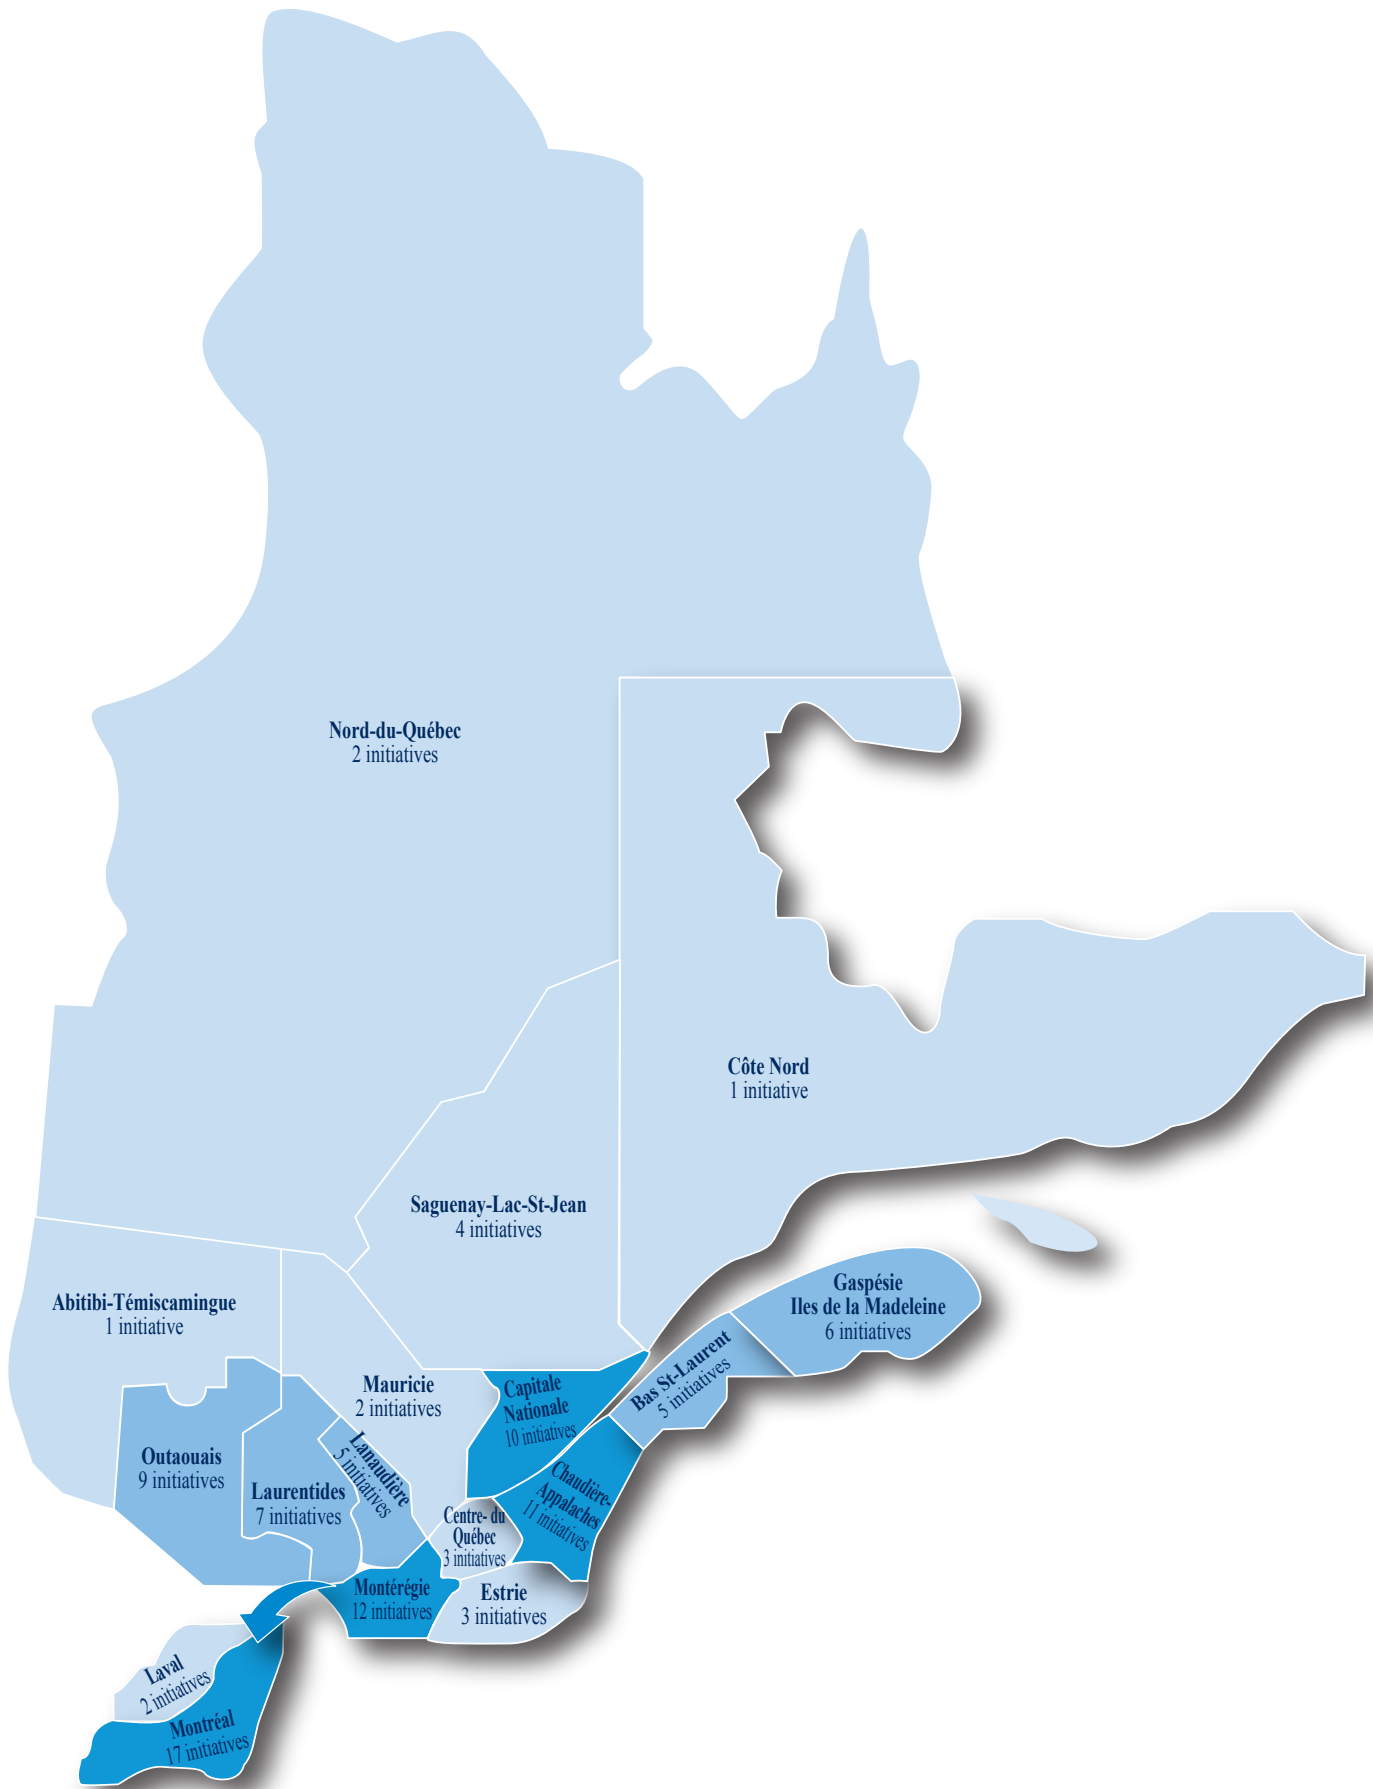 Nord-du-Québec
2 initiatives
Côte Nord
1 initiative
Saguenay-Lac-St-Jean
4 initiatives
Abitibi-Témiscamingue
1 initiative
Gaspésie
Iles de la Madeleine
6 initiatives
Bas St-Laurent
5 initiatives
Mauricie
2 initiatives
Capitale
Nationale
10 initiatives
Outaouais
9 initiatives
Laurentides
7 initiatives
Lanaudière
5 initiatives
Chaudière-
Appalaches
11 initiatives
Centre- du
Québec
3 initiatives
Montérégie
12 initiatives
Estrie
3 initiatives
Laval
2 initiatives
Montréal
17 initiatives